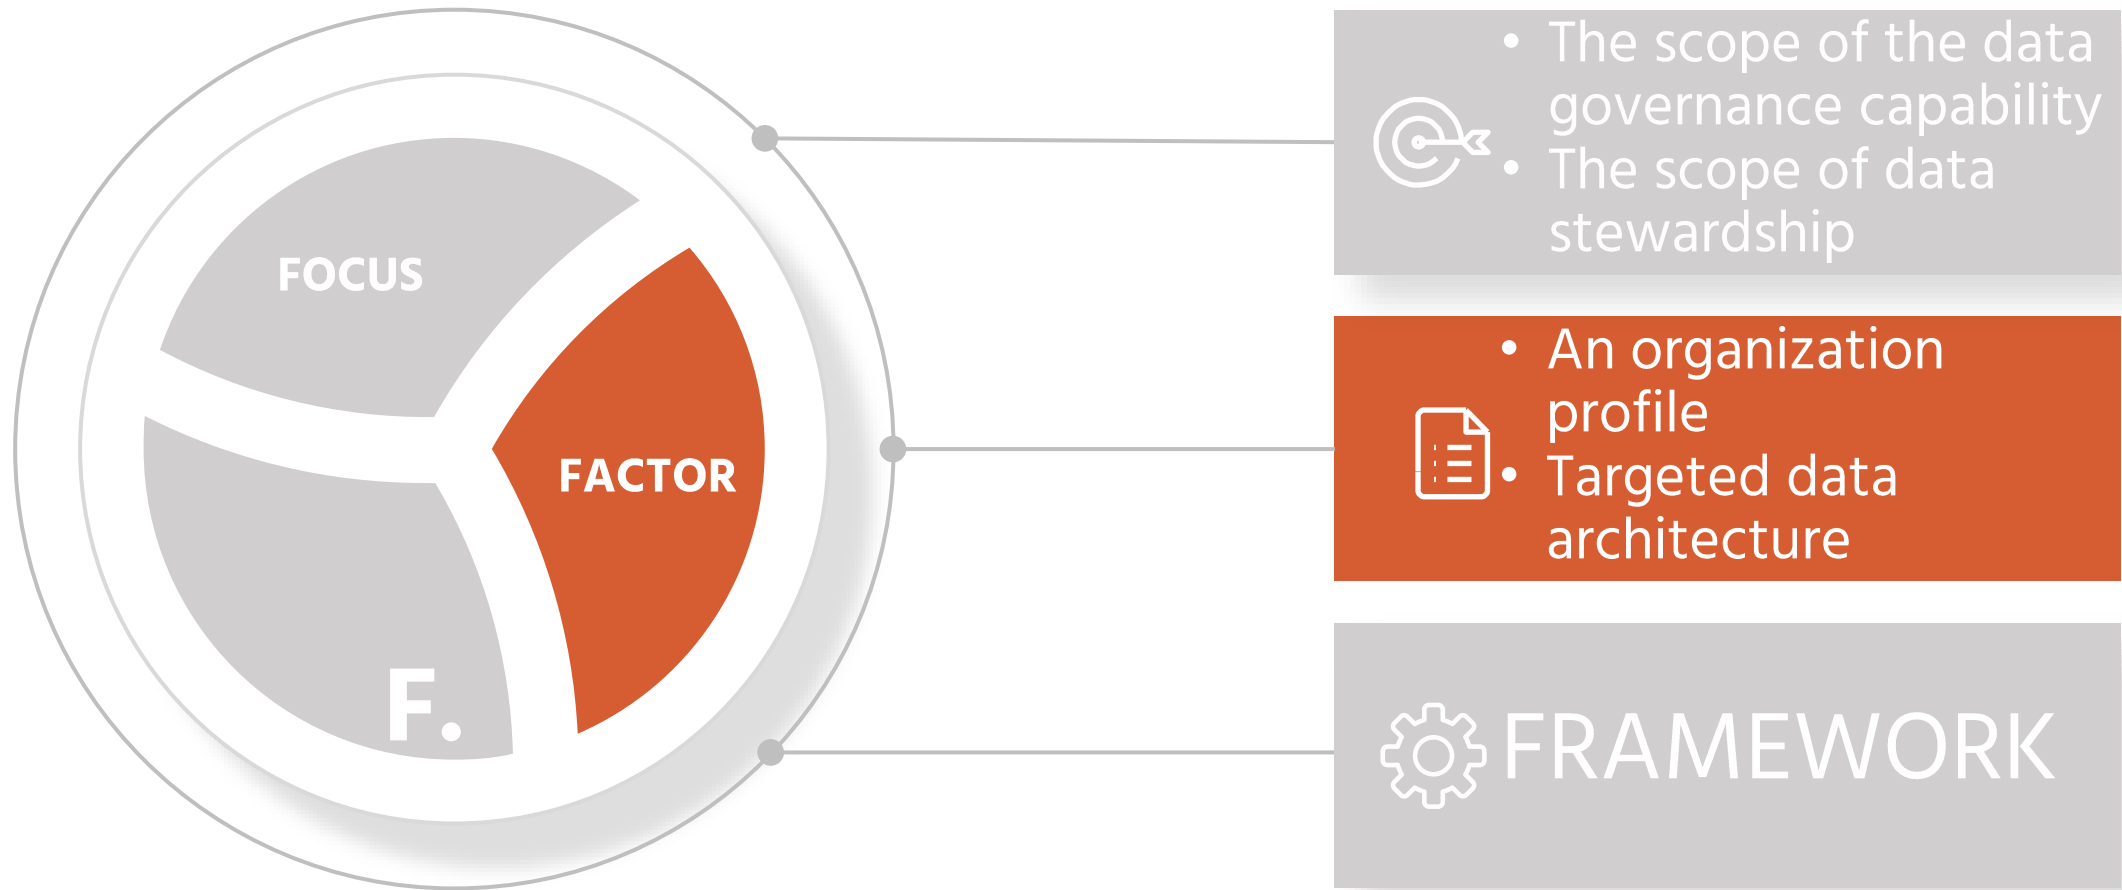 FOCUS
FACTOR
F.
• The scope of the data
governance capability
• The scope of data
stewardship
• An organization
profile
• Targeted data
architecture
FRAMEWORK